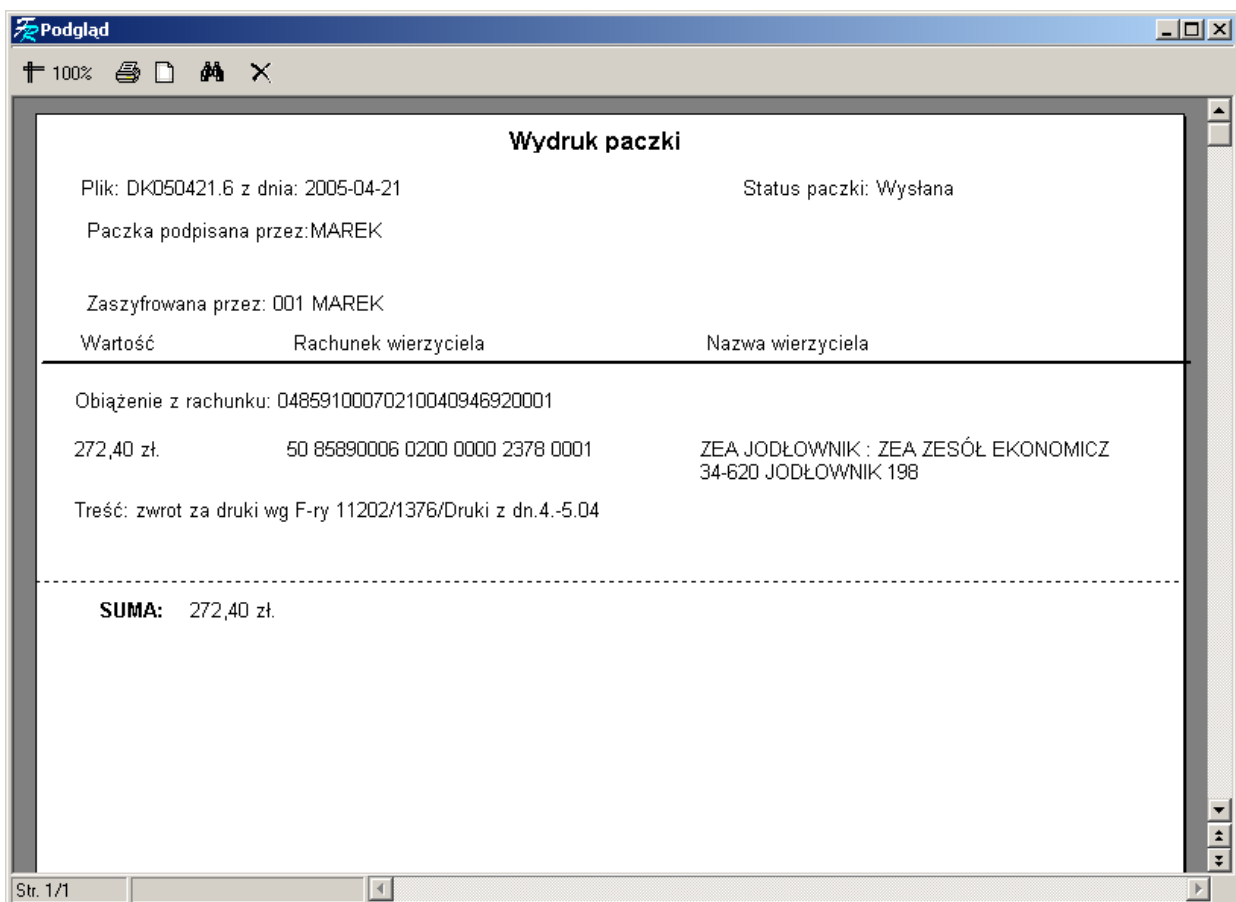 Podgląd
100%
Wydruk paczki
Plik: DK050421.6 z dnia: 2005-04-21 Status paczki: Wysłana
Paczka podpisana przez:MAREK
Zaszyfrowana przez: 001 MAREK
Wartość Rachunek wierzyciela Nazwa wierzyciela
Obiążenie z rachunku: 04859100070210040946920001
272,40 zł. 50 85890006 0200 0000 2378 0001 ZEA JODŁOWNIK : ZEA ZESÓŁ EKONOMICZ
34-620 JODŁOWNIK 198
Treść: zwrot za druki wg F-ry 11202/1376/Druki z dn.4.-5.04
SUMA: 272,40 zł.
Str. 1/1